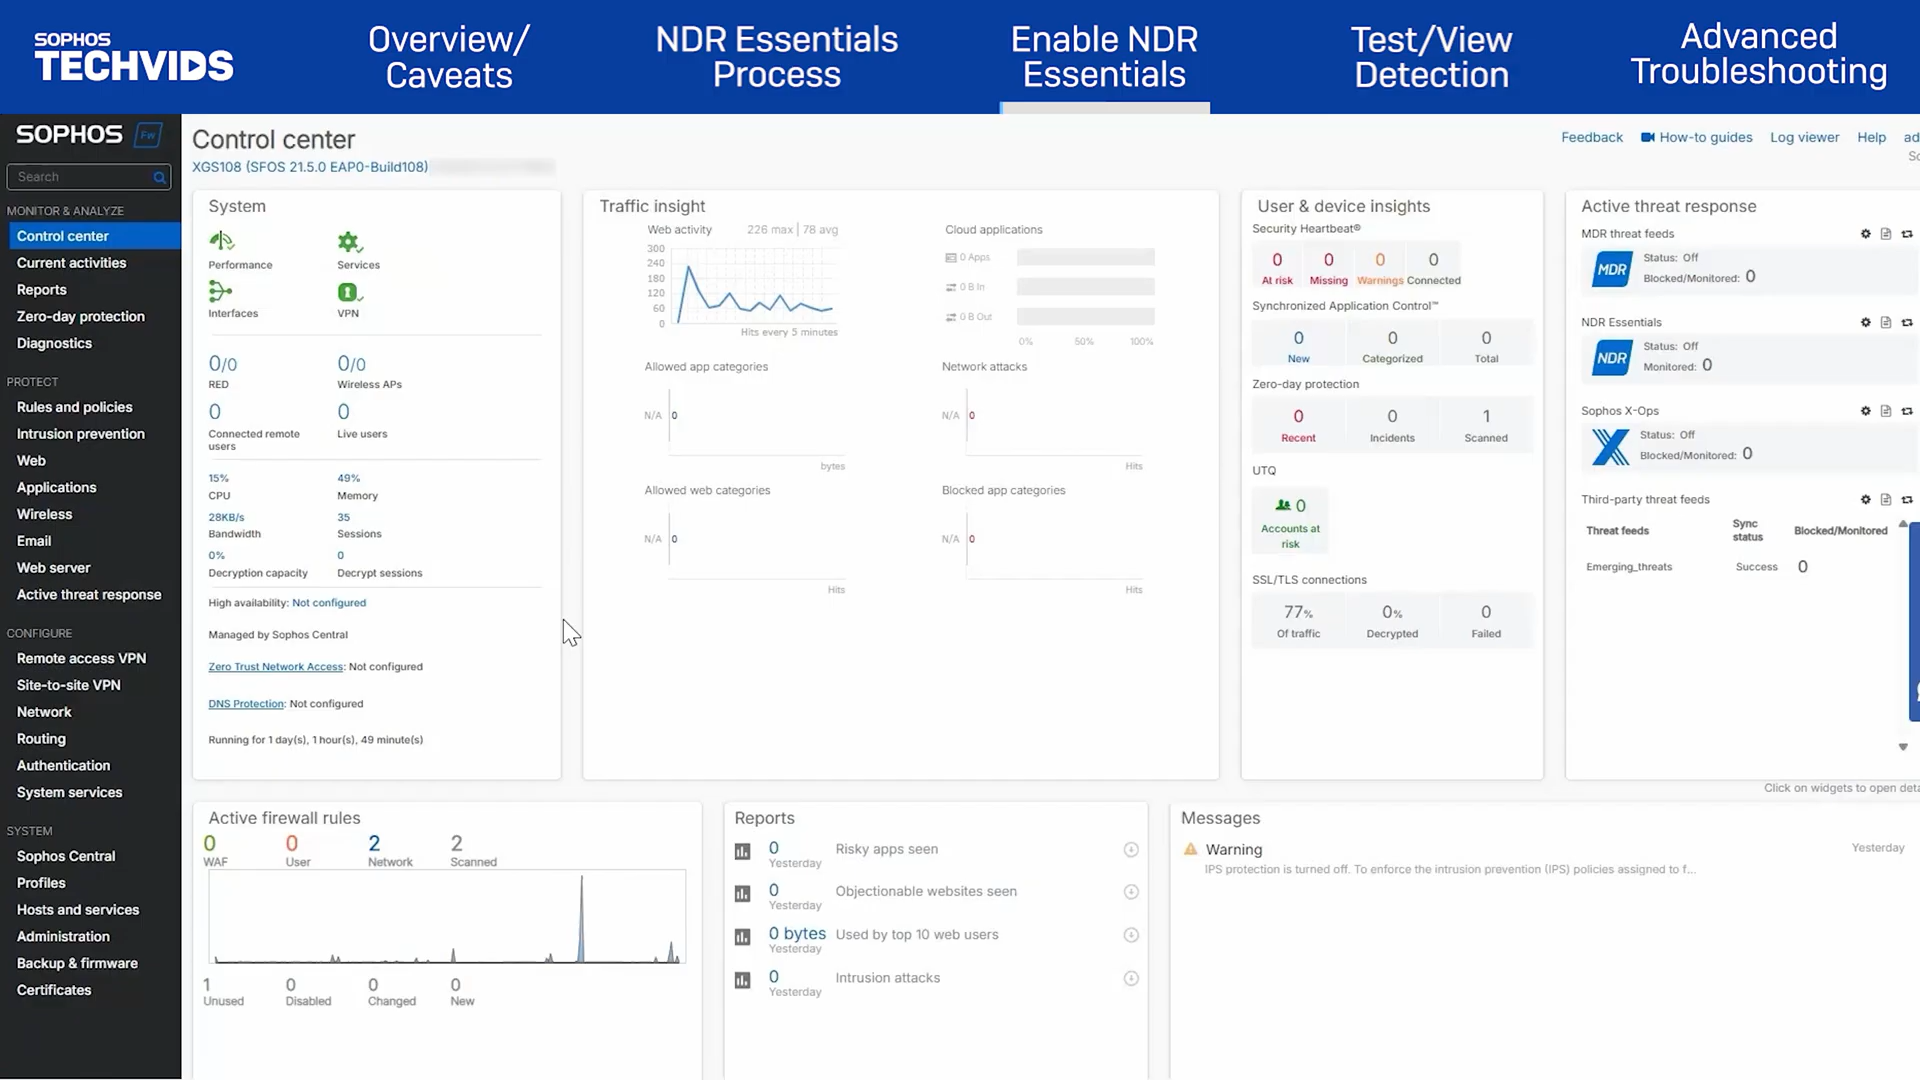 SOPHOS
TECHVIDS
Overview/
Caveats
NDR Essentials
Process
Enable NDR
Essentials
Test/View
Detection
Advanced
Troubleshooting
SOPHOS Fw
Search
MONITOR & ANALYZE
Control center
Current activities
Reports
Zero-day protection
Diagnostics
PROTECT
Rules and policies
Intrusion prevention
Web
Applications
Wireless
Email
Web server
Active threat response
CONFIGURE
Remote access VPN
Site-to-site VPN
Network
Routing
Authentication
System services
SYSTEM
Sophos Central
Profiles
Hosts and services
Administration
Backup & firmware
Certificates
Control center
XGS108 (SFOS 21.5.0 EAP0-Build108)
Feedback How-to guides Log viewer Help ad
Sc
System
Performance Services
Interfaces VPN
0/0 0/0
RED Wireless APs
0 0
Connected remote users Live users
15% 49%
CPU Memory
28KB/s 35
Bandwidth Sessions
0% 0
Decryption capacity Decrypt sessions
High availability: Not configured
Managed by Sophos Central
Zero Trust Network Access: Not configured
DNS Protection: Not configured
Running for 1 day(s), 1 hour(s), 49 minute(s)
Traffic insight
Web activity 226 max | 78 avg
300
240
180
120
60
0
Hits every 5 minutes
Cloud applications
0 Apps
0 B In
0 B Out
0% 50% 100%
Allowed app categories
N/A 0
bytes
Network attacks
N/A 0
Hits
Allowed web categories
N/A 0
Hits
Blocked app categories
N/A 0
Hits
User & device insights
Security Heartbeat®
0 0 0 0
At risk Missing Warnings Connected
Synchronized Application Control™
0 0 0
New Categorized Total
Zero-day protection
0 0 1
Recent Incidents Scanned
UTQ
0
Accounts at
risk
SSL/TLS connections
77% 0% 0
Of traffic Decrypted Failed
Active threat response
MDR threat feeds
MDR
Status: Off
Blocked/Monitored: 0
NDR Essentials
NDR
Status: Off
Monitored: 0
Sophos X-Ops
Status: Off
Blocked/Monitored: 0
Third-party threat feeds
Threat feeds Sync status Blocked/Monitored
Emerging_threats Success 0
Click on widgets to open deta
Active firewall rules
0 0 2 2
WAF User Network Scanned
1 0 0 0
Unused Disabled Changed New
Reports
0 Risky apps seen
Yesterday
0 Objectionable websites seen
Yesterday
0 bytes Used by top 10 web users
Yesterday
0 Intrusion attacks
Yesterday
Messages
Warning Yesterday
IPS protection is turned off. To enforce the intrusion prevention (IPS) policies assigned to f...